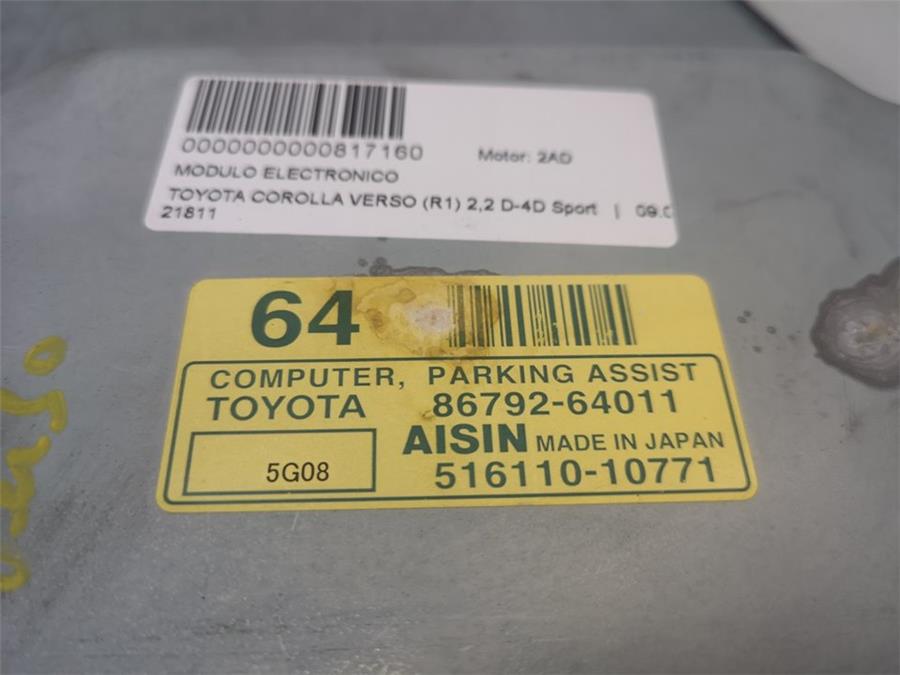 0000000000817160 Motor: 2AD
MODULO ELECTRONICO
TOYOTA COROLLA VERSO (R1) 2,2 D-4D Sport |
21811
64
COMPUTER, PARKING ASSIST
TOYOTA 86792-64011
AISIN MADE IN JAPAN
5G08 516110-10771